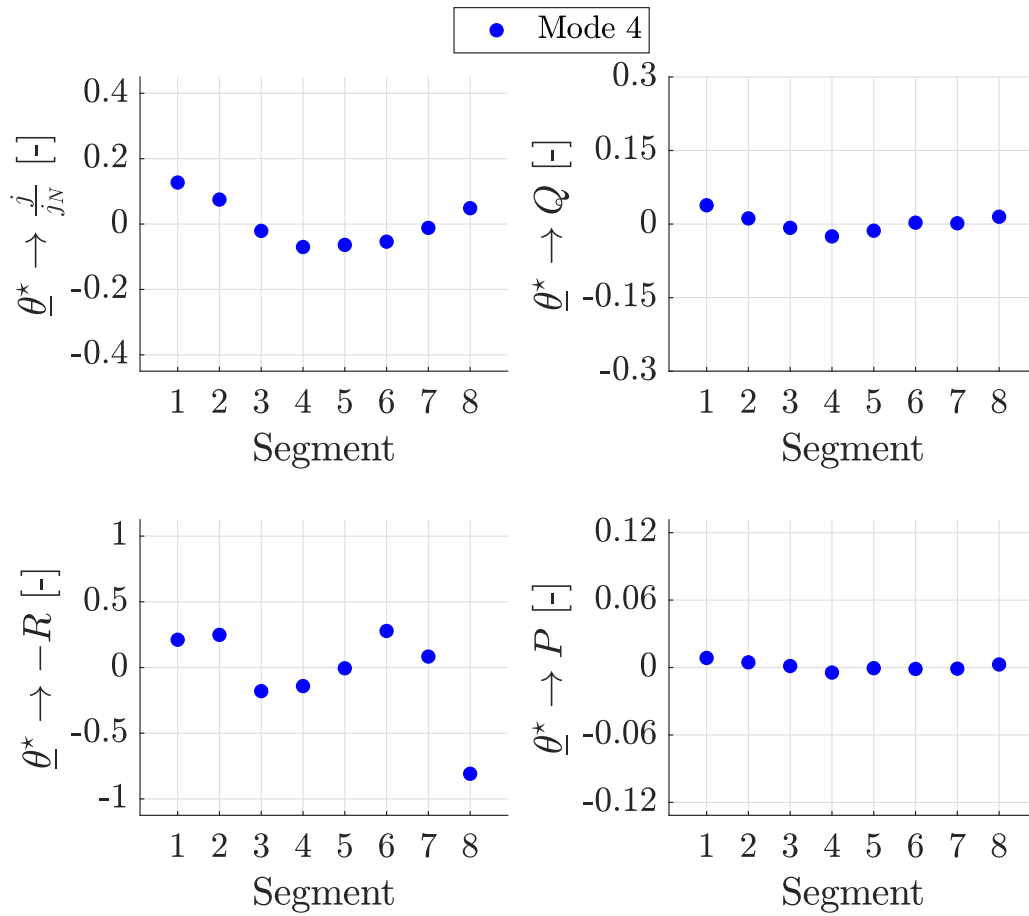 Mode 4
θ* → j/j_N [-]
0.4
0.2
0
-0.2
-0.4
1 2 3 4 5 6 7 8
Segment
θ* → Q [-]
0.3
0.15
0
-0.15
-0.3
1 2 3 4 5 6 7 8
Segment
θ* → −R [-]
1
0.5
0
-0.5
-1
1 2 3 4 5 6 7 8
Segment
θ* → P [-]
0.12
0.06
0
-0.06
-0.12
1 2 3 4 5 6 7 8
Segment